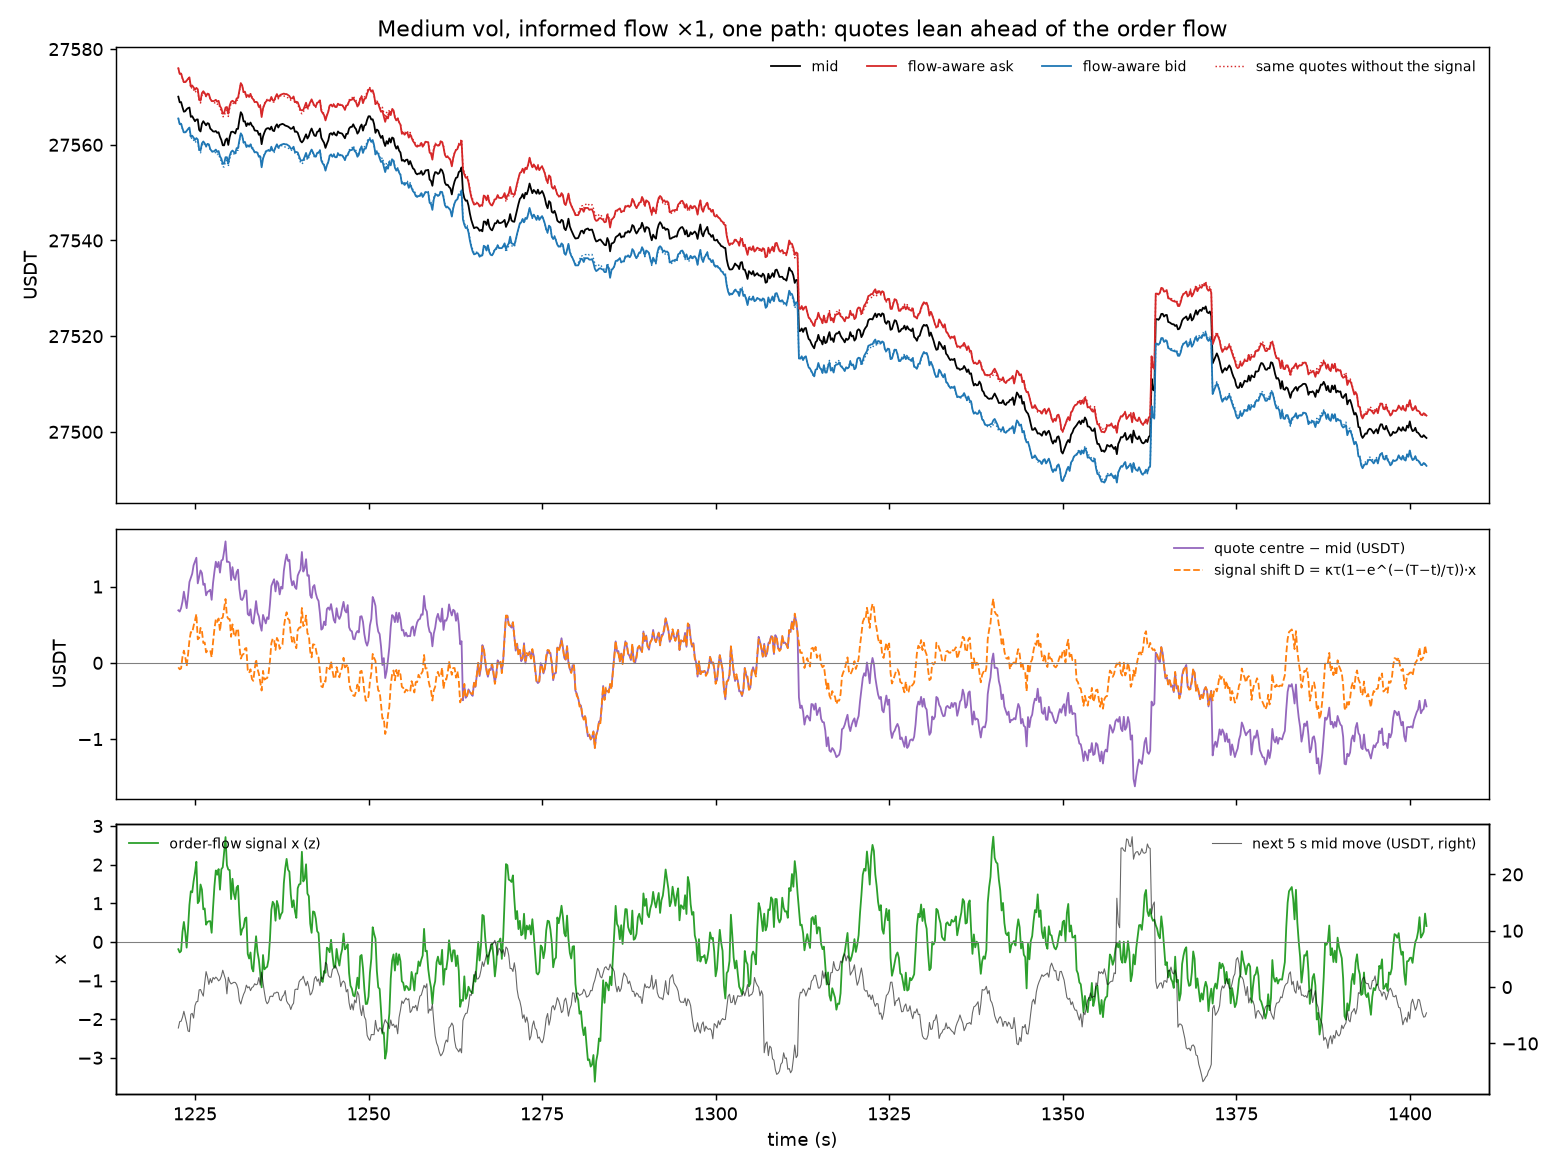 Medium vol, informed flow ×1, one path: quotes lean ahead of the order flow
mid
flow-aware ask
flow-aware bid
same quotes without the signal
27580
27560
27540
27520
27500
USDT
quote centre − mid (USDT)
signal shift D = κτ(1−e^(−(T−t)/τ))·x
1
0
−1
USDT
order-flow signal x (z)
next 5 s mid move (USDT, right)
3
2
1
0
−1
−2
−3
x
20
10
0
−10
1225 1250 1275 1300 1325 1350 1375 1400
time (s)